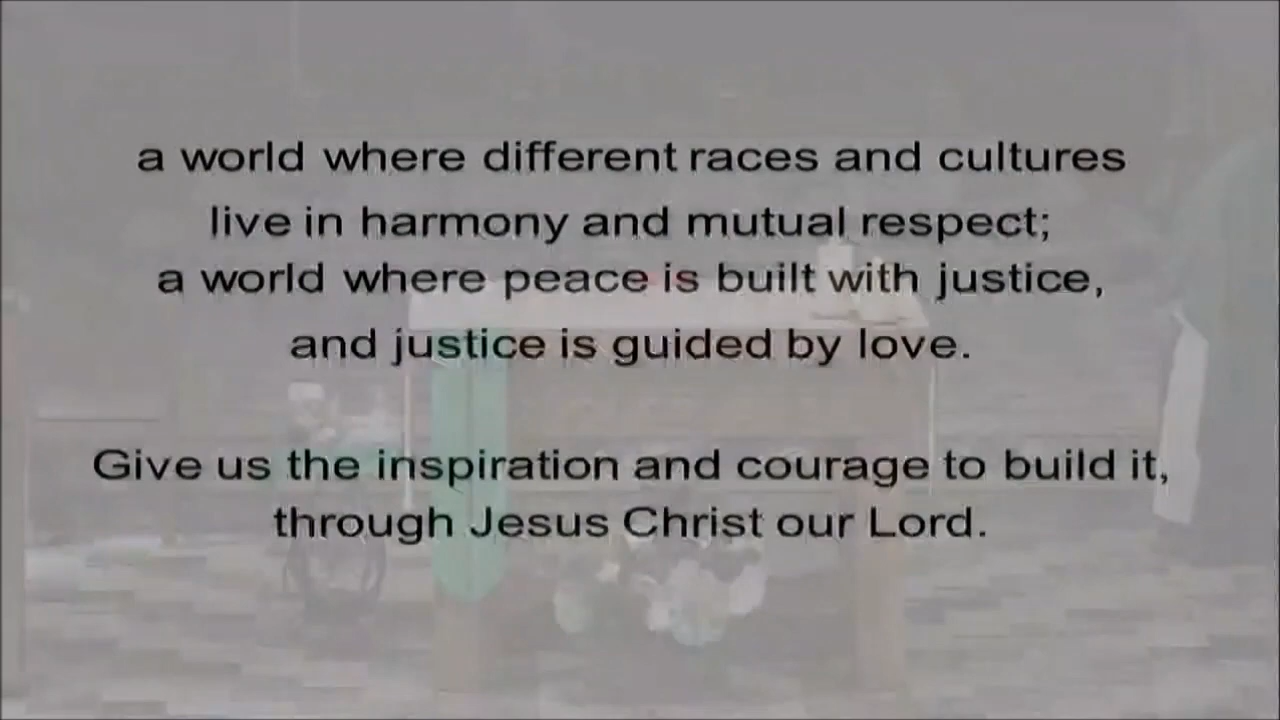 a world where different races and cultures
live in harmony and mutual respect;
a world where peace is built with justice,
and justice is guided by love.
Give us the inspiration and courage to build it,
through Jesus Christ our Lord.